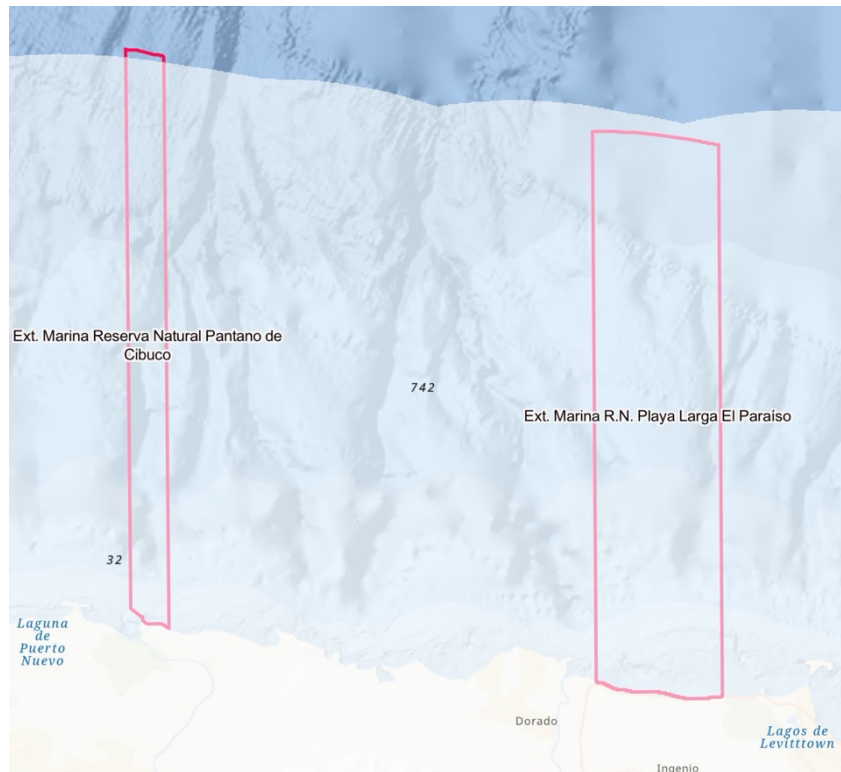 Ext. Marina Reserva Natural Pantano de
Cibuco
742
Ext. Marina R.N. Playa Larga El Paraíso
32
Laguna
de
Puerto
Nuevo
Dorado
Lagos de
Levitttown
Ingenio